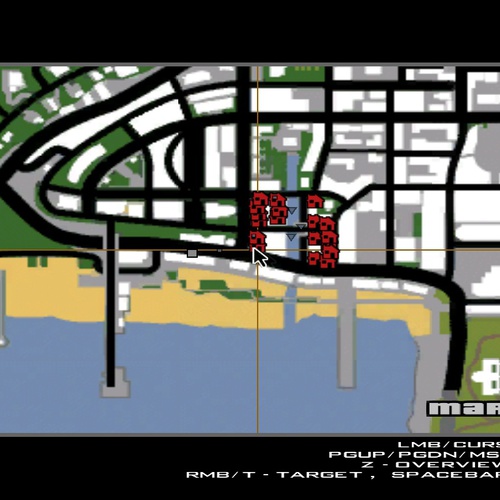 mar
LMB/CURS
PGUP/PGDN/MS
Z - OVERVIEW
RMB/T - TARGET , SPACEBAR